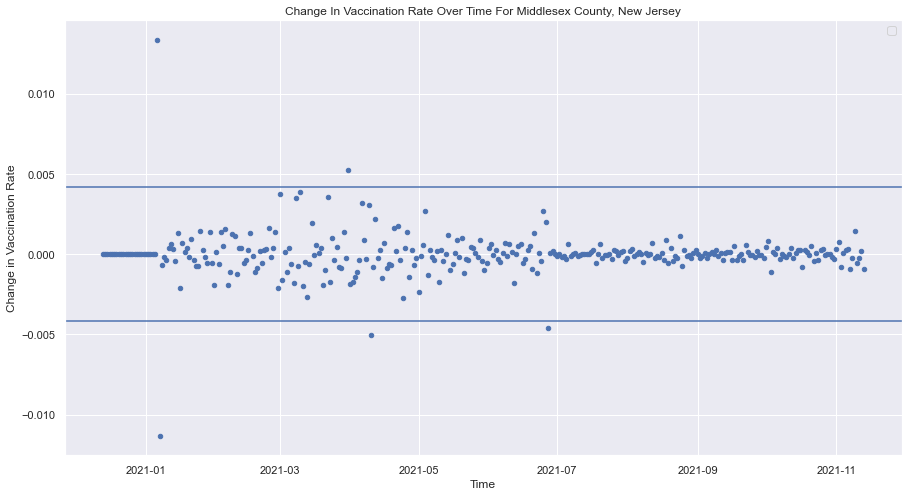 Change In Vaccination Rate Over Time For Middlesex County, New Jersey
0.010
0.005
0.000
−0.005
−0.010
Change in Vaccination Rate
2021-01 2021-03 2021-05 2021-07 2021-09 2021-11
Time